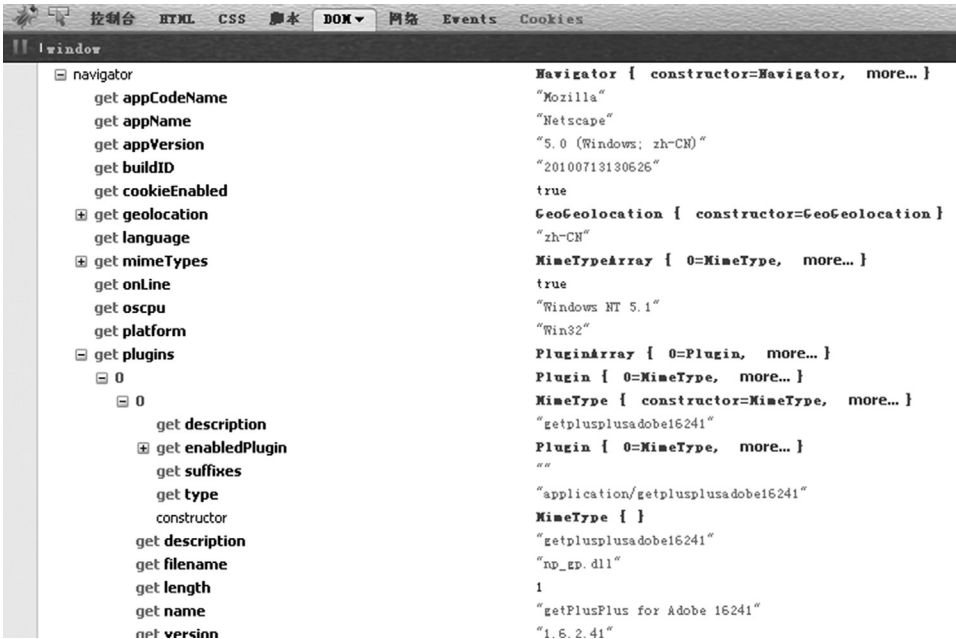 控制台 HTML CSS 脚本 DOM 网络 Events Cookies
window
navigator Navigator { constructor=Navigator, more... }
get appCodeName "Mozilla"
get appName "Netscape"
get appVersion "5.0 (Windows; zh-CN)"
get buildID "20100713130626"
get cookieEnabled true
get geolocation GeoGeolocation { constructor=GeoGeolocation }
get language "zh-CN"
get mimeTypes MimeTypeArray { 0=MimeType, more... }
get onLine true
get oscpu "Windows NT 5.1"
get platform "Win32"
get plugins PluginArray { 0=Plugin, more... }
0 Plugin { 0=MimeType, more... }
0 MimeType { constructor=MimeType, more... }
get description "getplusplusadobe16241"
get enabledPlugin Plugin { 0=MimeType, more... }
get suffixes ""
get type "application/getplusplusadobe16241"
constructor MimeType { }
get description "getplusplusadobe16241"
get filename "np_gp.dll"
get length 1
get name "getPlusPlus for Adobe 16241"
get version "1.6.2.41"